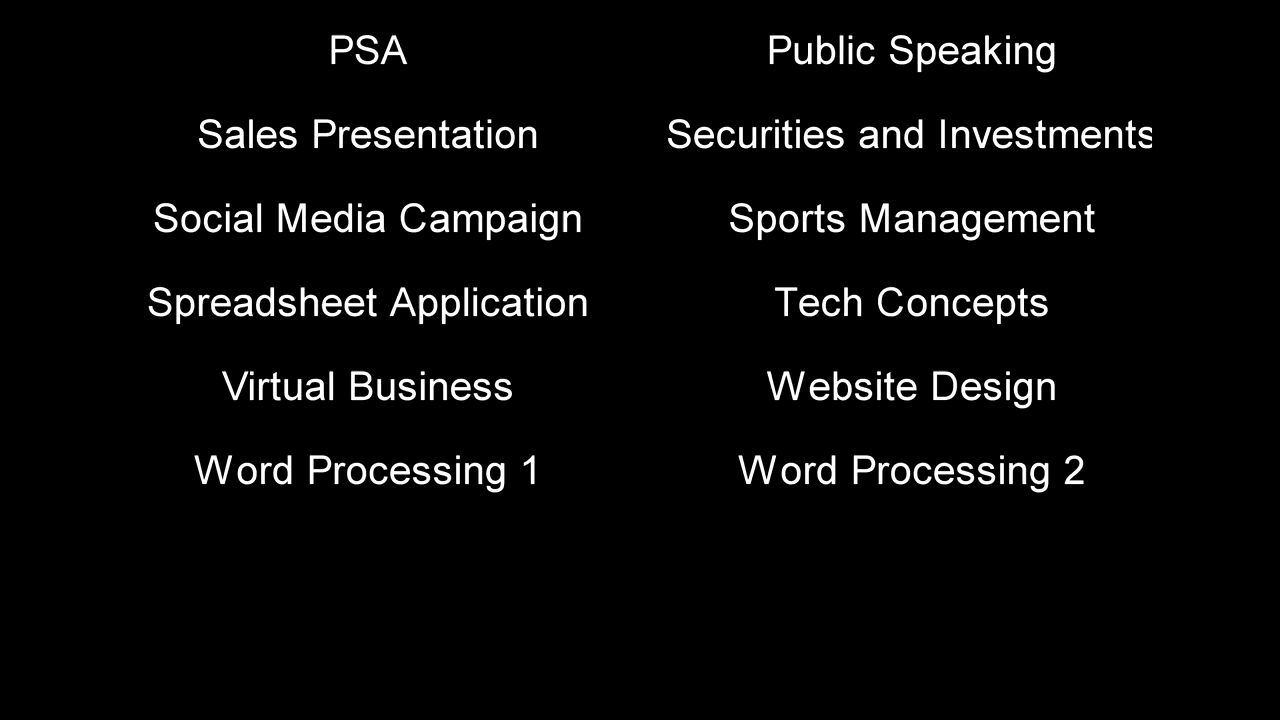 PSA
Public Speaking
Sales Presentation
Securities and Investments
Social Media Campaign
Sports Management
Spreadsheet Application
Tech Concepts
Virtual Business
Website Design
Word Processing 1
Word Processing 2